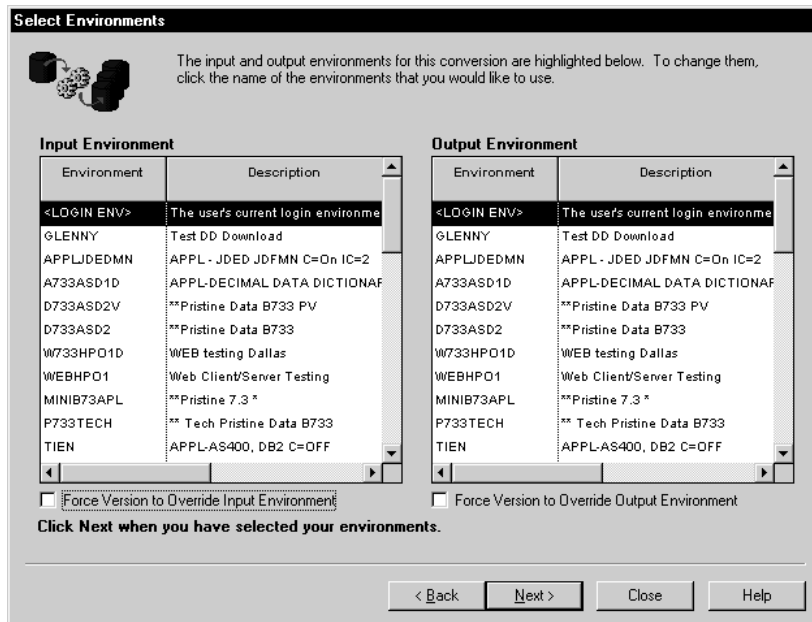 Select Environments
The input and output environments for this conversion are highlighted below. To change them,
click the name of the environments that you would like to use.
Input Environment
Environment Description
<LOGIN ENV> The user's current login environme
GLENNY Test DD Download
APPLJDEDMN APPL - JDED JDFMN C=On IC=2
A733ASD1D APPL-DECIMAL DATA DICTIONAR
D733ASD2V **Pristine Data B733 PV
D733ASD2 **Pristine Data B733
W733HPO1D WEB testing Dallas
WEBHPO1 Web Client/Server Testing
MINIB73APL **Pristine 7.3 *
P733TECH ** Tech Pristine Data B733
TIEN APPL-AS400, DB2 C=OFF
Force Version to Override Input Environment
Output Environment
Environment Description
<LOGIN ENV> The user's current login environme
GLENNY Test DD Download
APPLJDEDMN APPL - JDED JDFMN C=On IC=2
A733ASD1D APPL-DECIMAL DATA DICTIONAR
D733ASD2V **Pristine Data B733 PV
D733ASD2 **Pristine Data B733
W733HPO1D WEB testing Dallas
WEBHPO1 Web Client/Server Testing
MINIB73APL **Pristine 7.3 *
P733TECH ** Tech Pristine Data B733
TIEN APPL-AS400, DB2 C=OFF
Force Version to Override Output Environment
Click Next when you have selected your environments.
< Back Next > Close Help